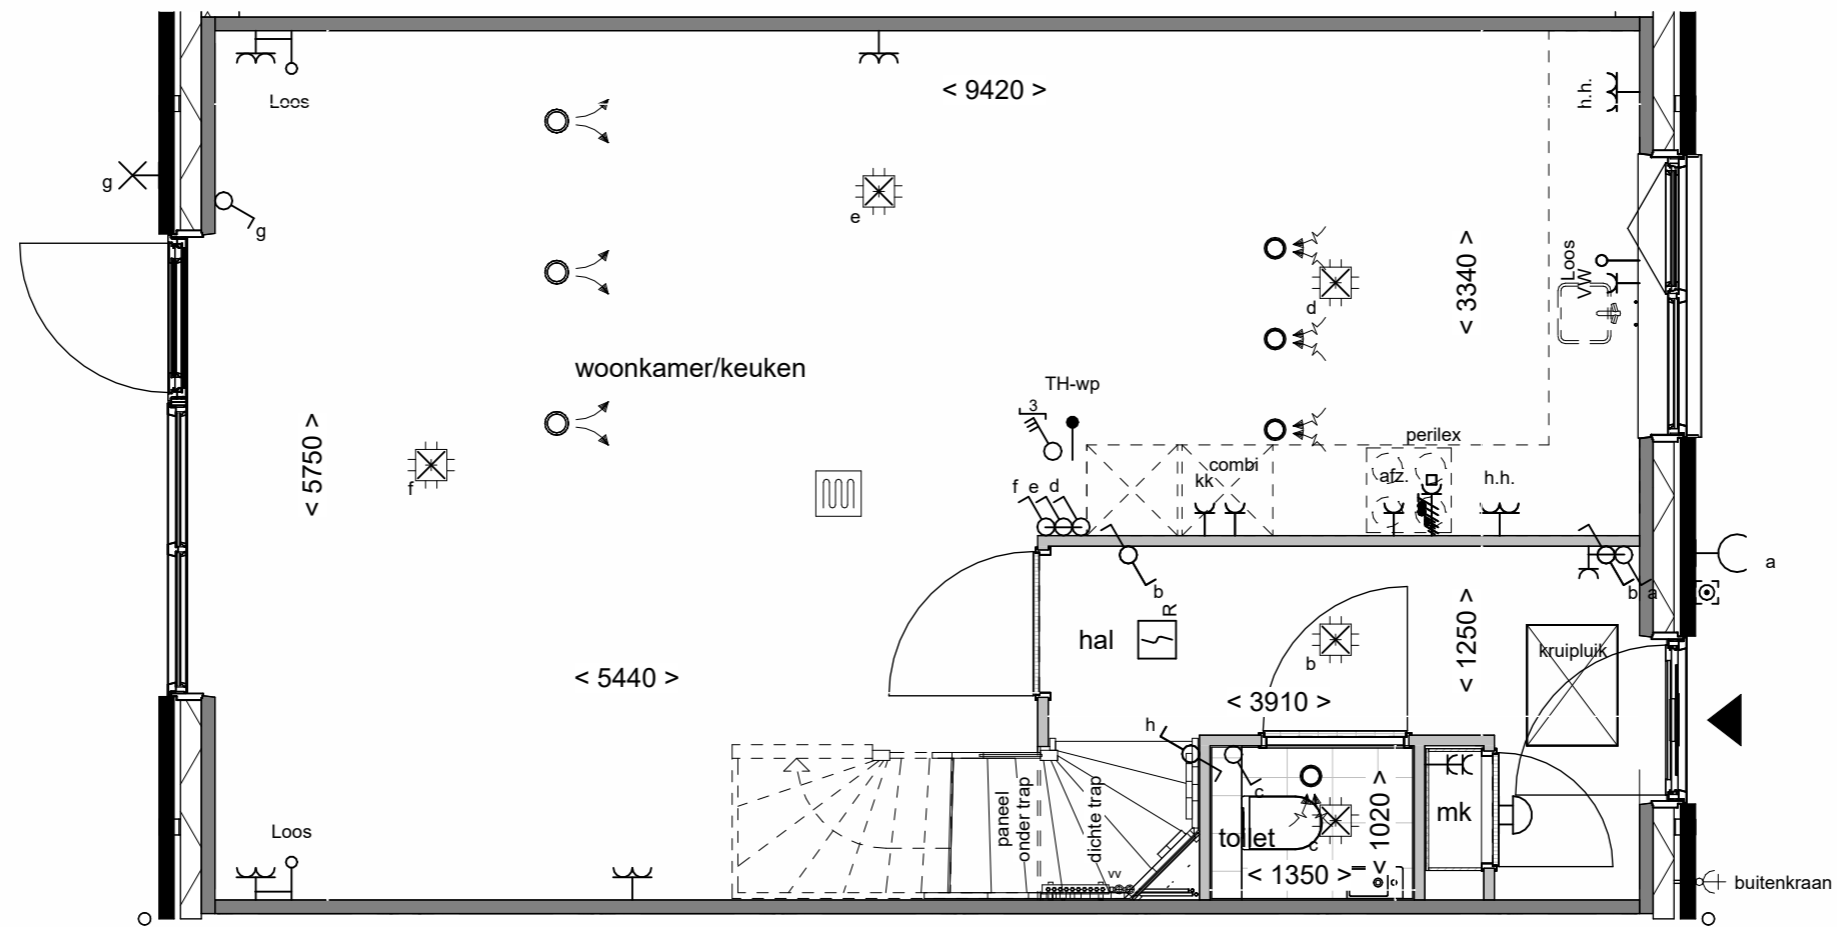 Loos
< 9420 >
h.h.
g
g
e
Loos
VW
d
< 3340 >
woonkamer/keuken
TH-wp
3
perilex
combi
kk
afz.
h.h.
< 5750 >
f
f e d
b
b a
a
R
hal
b
< 1250 >
kruipluik
< 5440 >
< 3910 >
h
c
paneel
onder trap
dichte trap
mk
toilet
c
< 1020 >
< 1350 >
Loos
vv
buitenkraan